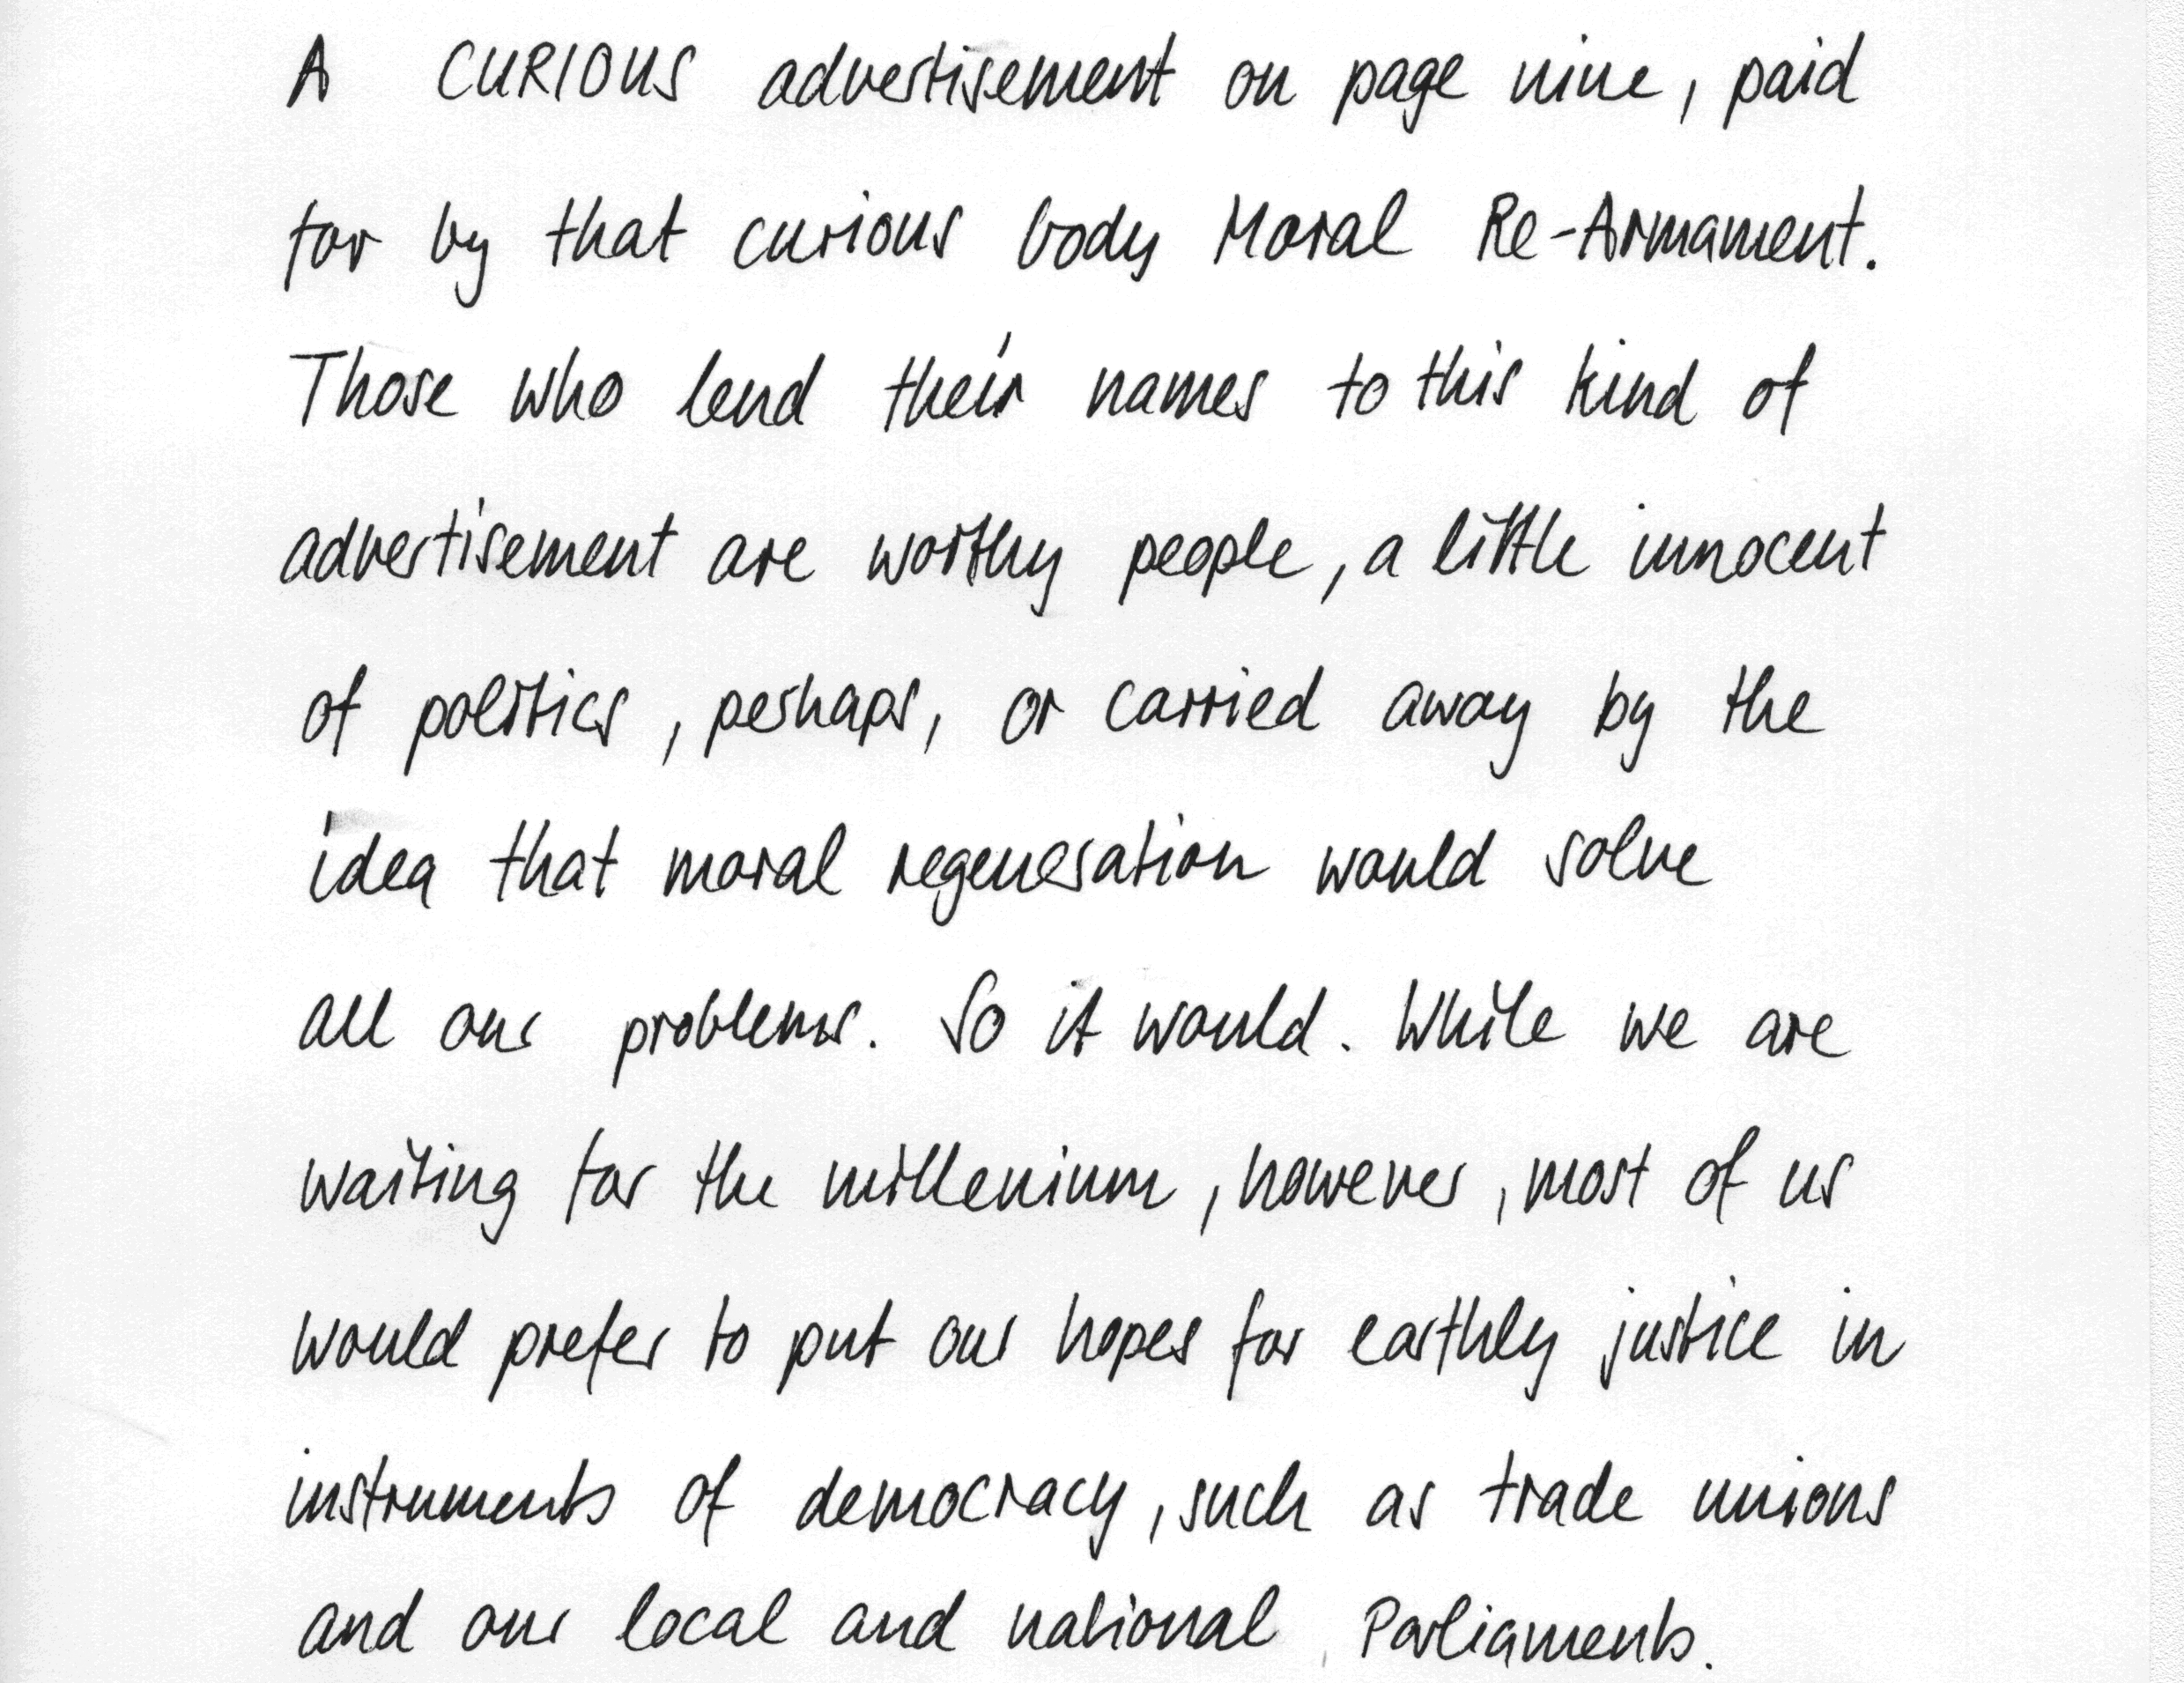 A CURIOUS advertisement on page nine, paid
for by that curious body Moral Re-Armament.
Those who lend their names to this kind of
advertisement are worthy people, a little innocent
of politics, perhaps, or carried away by the
idea that moral regeneration would solve
all our problems. So it would. While we are
waiting for the millenium, however, most of us
would prefer to put our hopes for earthly justice in
instruments of democracy, such as trade unions
and our local and national Parliaments.